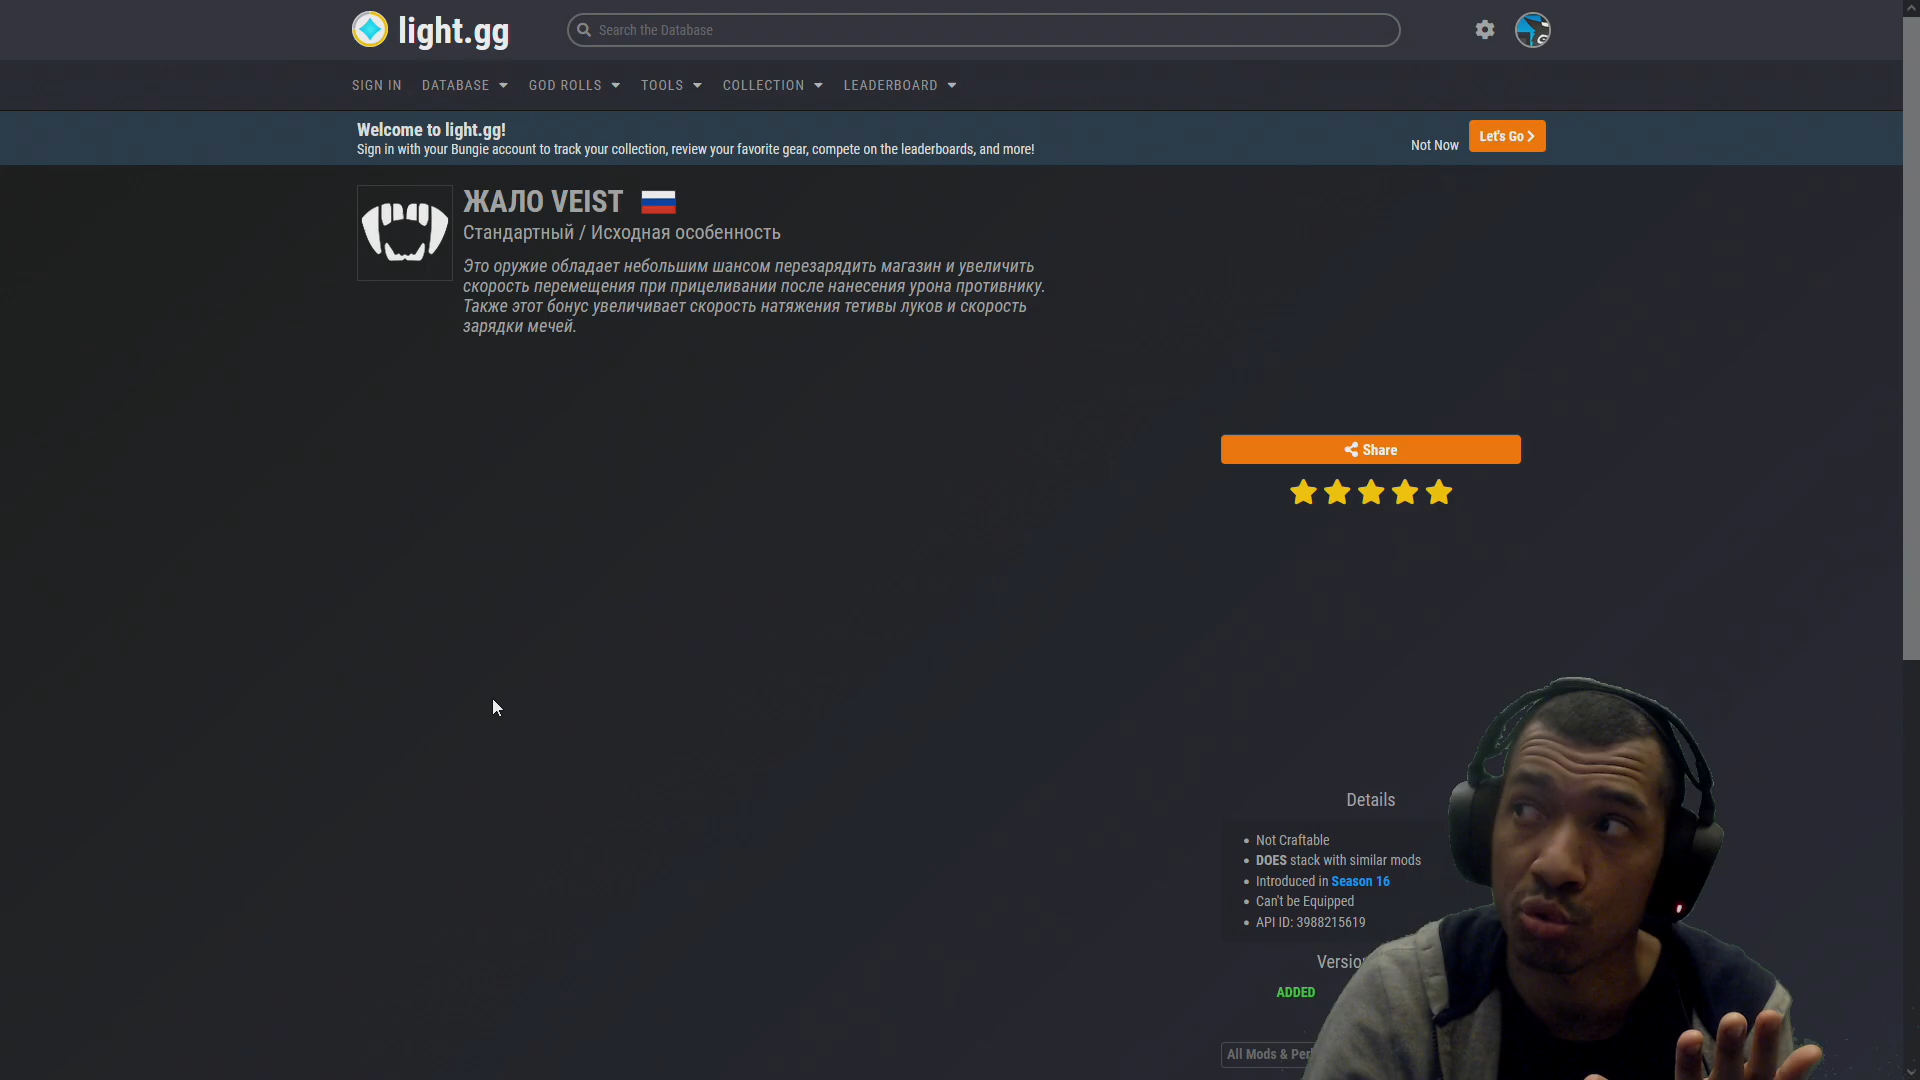 light.gg
Search the Database
SIGN IN DATABASE GOD ROLLS TOOLS COLLECTION LEADERBOARD
Welcome to light.gg!
Sign in with your Bungie account to track your collection, review your favorite gear, compete on the leaderboards, and more!
Not Now
Let's Go
ЖАЛО VEIST
Стандартный / Исходная особенность
Это оружие обладает небольшим шансом перезарядить магазин и увеличить
скорость перемещения при прицеливании после нанесения урона противнику.
Также этот бонус увеличивает скорость натяжения тетивы луков и скорость
зарядки мечей.
Share
Details
Not Craftable
DOES stack with similar mods
Introduced in Season 16
Can't be Equipped
API ID: 3988215619
ADDED
All Mods &